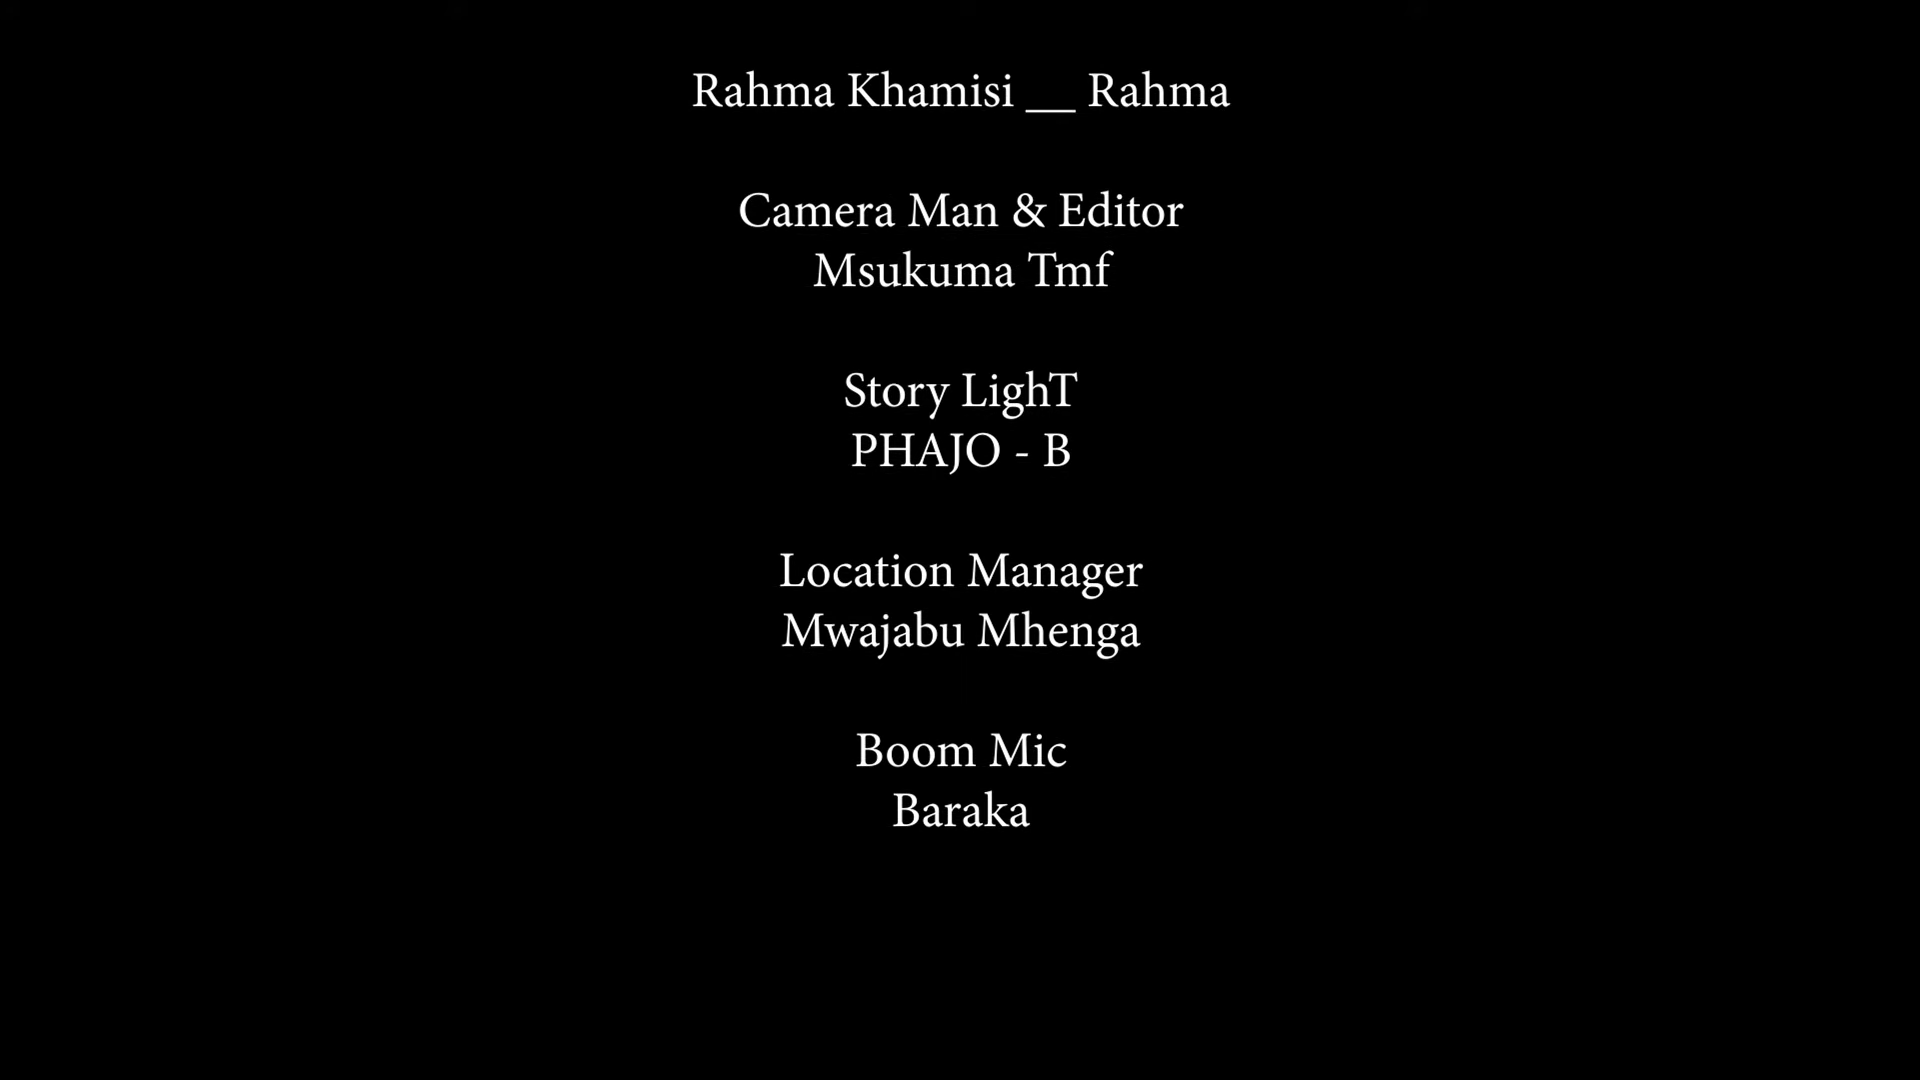 Rahma Khamisi __ Rahma
Camera Man & Editor
Msukuma Tmf
Story LighT
PHAJO - B
Location Manager
Mwajabu Mhenga
Boom Mic
Baraka